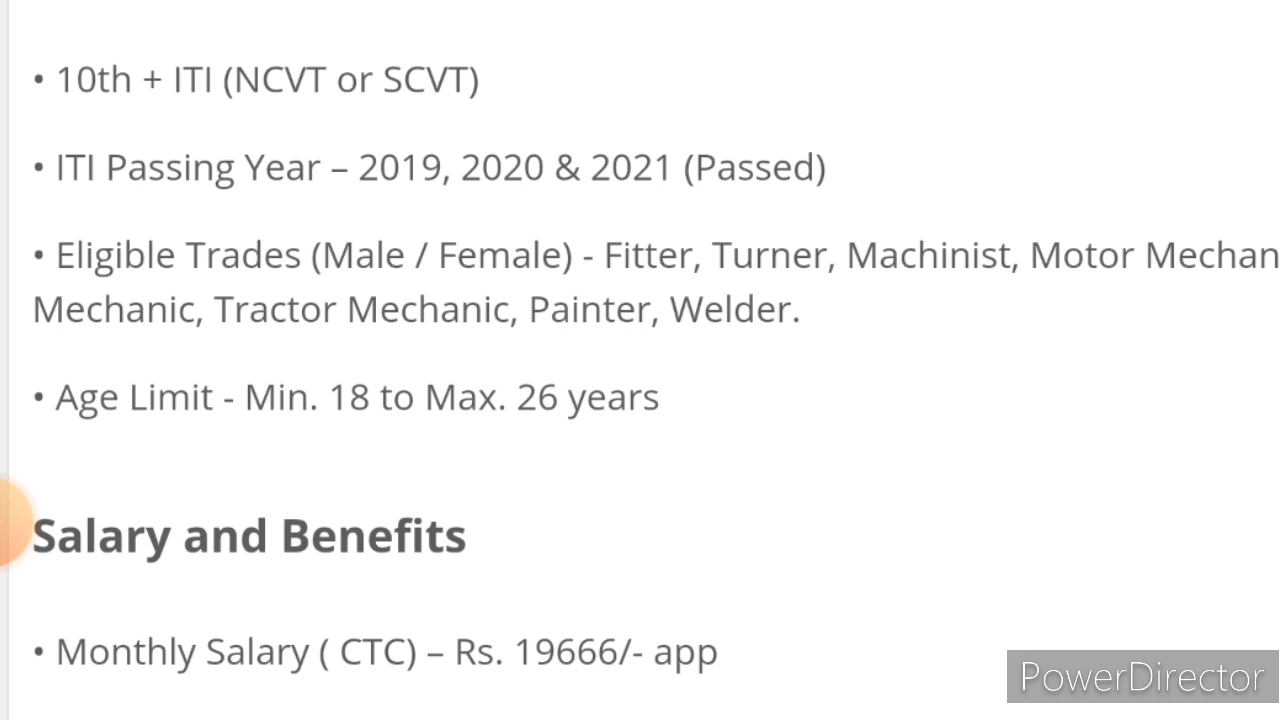 • 10th + ITI (NCVT or SCVT)
• ITI Passing Year – 2019, 2020 & 2021 (Passed)
• Eligible Trades (Male / Female) - Fitter, Turner, Machinist, Motor Mechan
Mechanic, Tractor Mechanic, Painter, Welder.
• Age Limit - Min. 18 to Max. 26 years
Salary and Benefits
• Monthly Salary ( CTC) – Rs. 19666/- app
PowerDirector